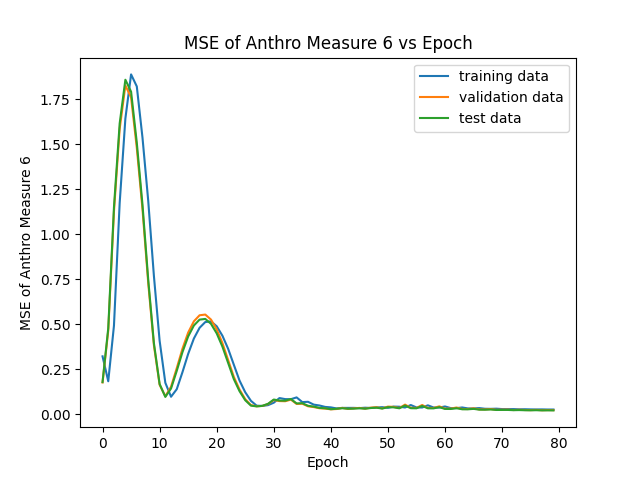 MSE of Anthro Measure 6 vs Epoch
training data
validation data
test data
MSE of Anthro Measure 6
1.75
1.50
1.25
1.00
0.75
0.50
0.25
0.00
0 10 20 30 40 50 60 70 80
Epoch